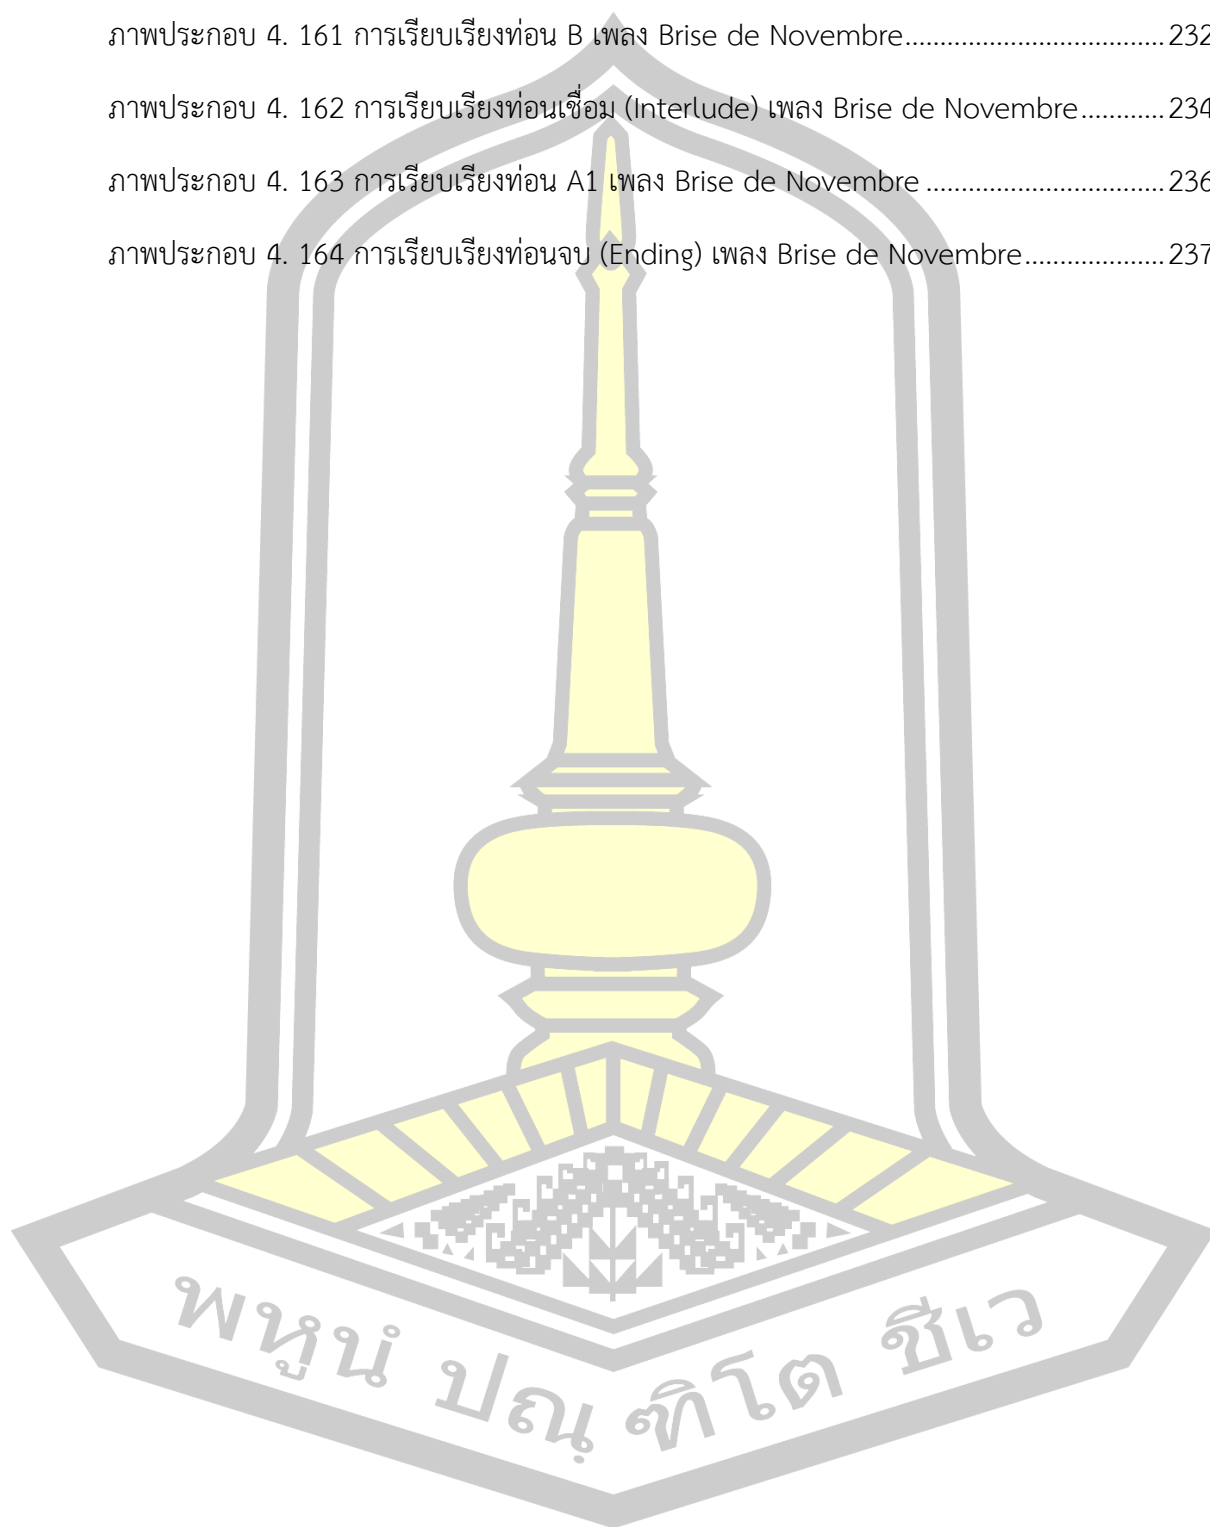 ภาพประกอบ 4. 161 การเรียบเรียงท่อน B เพลง Brise de Novembre..................................232
ภาพประกอบ 4. 162 การเรียบเรียงท่อนเชื่อม (Interlude) เพลง Brise de Novembre............234
ภาพประกอบ 4. 163 การเรียบเรียงท่อน A1 เพลง Brise de Novembre ...............................236
ภาพประกอบ 4. 164 การเรียบเรียงท่อนจบ (Ending) เพลง Brise de Novembre...................237
พหูนํ ปณฺ ฑิโต ชีเว